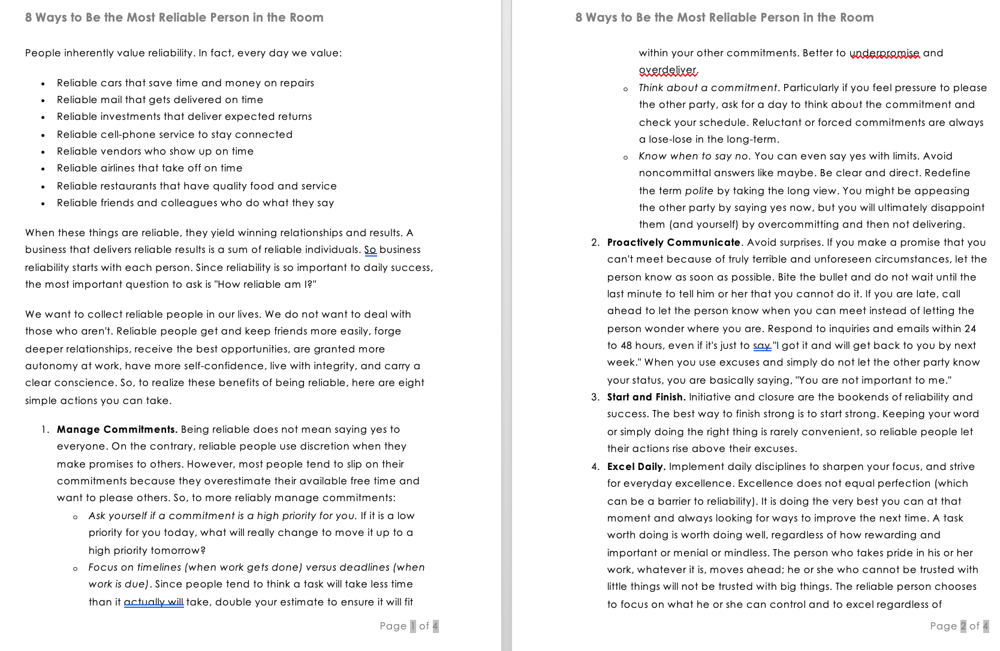 8 Ways to Be the Most Reliable Person in the Room
People inherently value reliability. In fact, every day we value:
• Reliable cars that save time and money on repairs
• Reliable mail that gets delivered on time
• Reliable investments that deliver expected returns
• Reliable cell-phone service to stay connected
• Reliable vendors who show up on time
• Reliable airlines that take off on time
• Reliable restaurants that have quality food and service
• Reliable friends and colleagues who do what they say
When these things are reliable, they yield winning relationships and results. A
business that delivers reliable results is a sum of reliable individuals. So business
reliability starts with each person. Since reliability is so important to daily success,
the most important question to ask is "How reliable am I?"
We want to collect reliable people in our lives. We do not want to deal with
those who aren't. Reliable people get and keep friends more easily, forge
deeper relationships, receive the best opportunities, are granted more
autonomy at work, have more self-confidence, live with integrity, and carry a
clear conscience. So, to realize these benefits of being reliable, here are eight
simple actions you can take.
1. Manage Commitments. Being reliable does not mean saying yes to
everyone. On the contrary, reliable people use discretion when they
make promises to others. However, most people tend to slip on their
commitments because they overestimate their available free time and
want to please others. So, to more reliably manage commitments:
o Ask yourself if a commitment is a high priority for you. If it is a low
priority for you today, what will really change to move it up to a
high priority tomorrow?
o Focus on timelines (when work gets done) versus deadlines (when
work is due). Since people tend to think a task will take less time
than it actually will take, double your estimate to ensure it will fit
Page 1 of 4
8 Ways to Be the Most Reliable Person in the Room
within your other commitments. Better to underpromise and
overdeliver.
o Think about a commitment. Particularly if you feel pressure to please
the other party, ask for a day to think about the commitment and
check your schedule. Reluctant or forced commitments are always
a lose-lose in the long-term.
o Know when to say no. You can even say yes with limits. Avoid
noncommittal answers like maybe. Be clear and direct. Redefine
the term polite by taking the long view. You might be appeasing
the other party by saying yes now, but you will ultimately disappoint
them (and yourself) by overcommitting and then not delivering.
2. Proactively Communicate. Avoid surprises. If you make a promise that you
can't meet because of truly terrible and unforeseen circumstances, let the
person know as soon as possible. Bite the bullet and do not wait until the
last minute to tell him or her that you cannot do it. If you are late, call
ahead to let the person know when you can meet instead of letting the
person wonder where you are. Respond to inquiries and emails within 24
to 48 hours, even if it's just to say "I got it and will get back to you by next
week." When you use excuses and simply do not let the other party know
your status, you are basically saying, "You are not important to me."
3. Start and Finish. Initiative and closure are the bookends of reliability and
success. The best way to finish strong is to start strong. Keeping your word
or simply doing the right thing is rarely convenient, so reliable people let
their actions rise above their excuses.
4. Excel Daily. Implement daily disciplines to sharpen your focus, and strive
for everyday excellence. Excellence does not equal perfection (which
can be a barrier to reliability). It is doing the very best you can at that
moment and always looking for ways to improve the next time. A task
worth doing is worth doing well, regardless of how rewarding and
important or menial or mindless. The person who takes pride in his or her
work, whatever it is, moves ahead; he or she who cannot be trusted with
little things will not be trusted with big things. The reliable person chooses
to focus on what he or she can control and to excel regardless of
Page 2 of 4